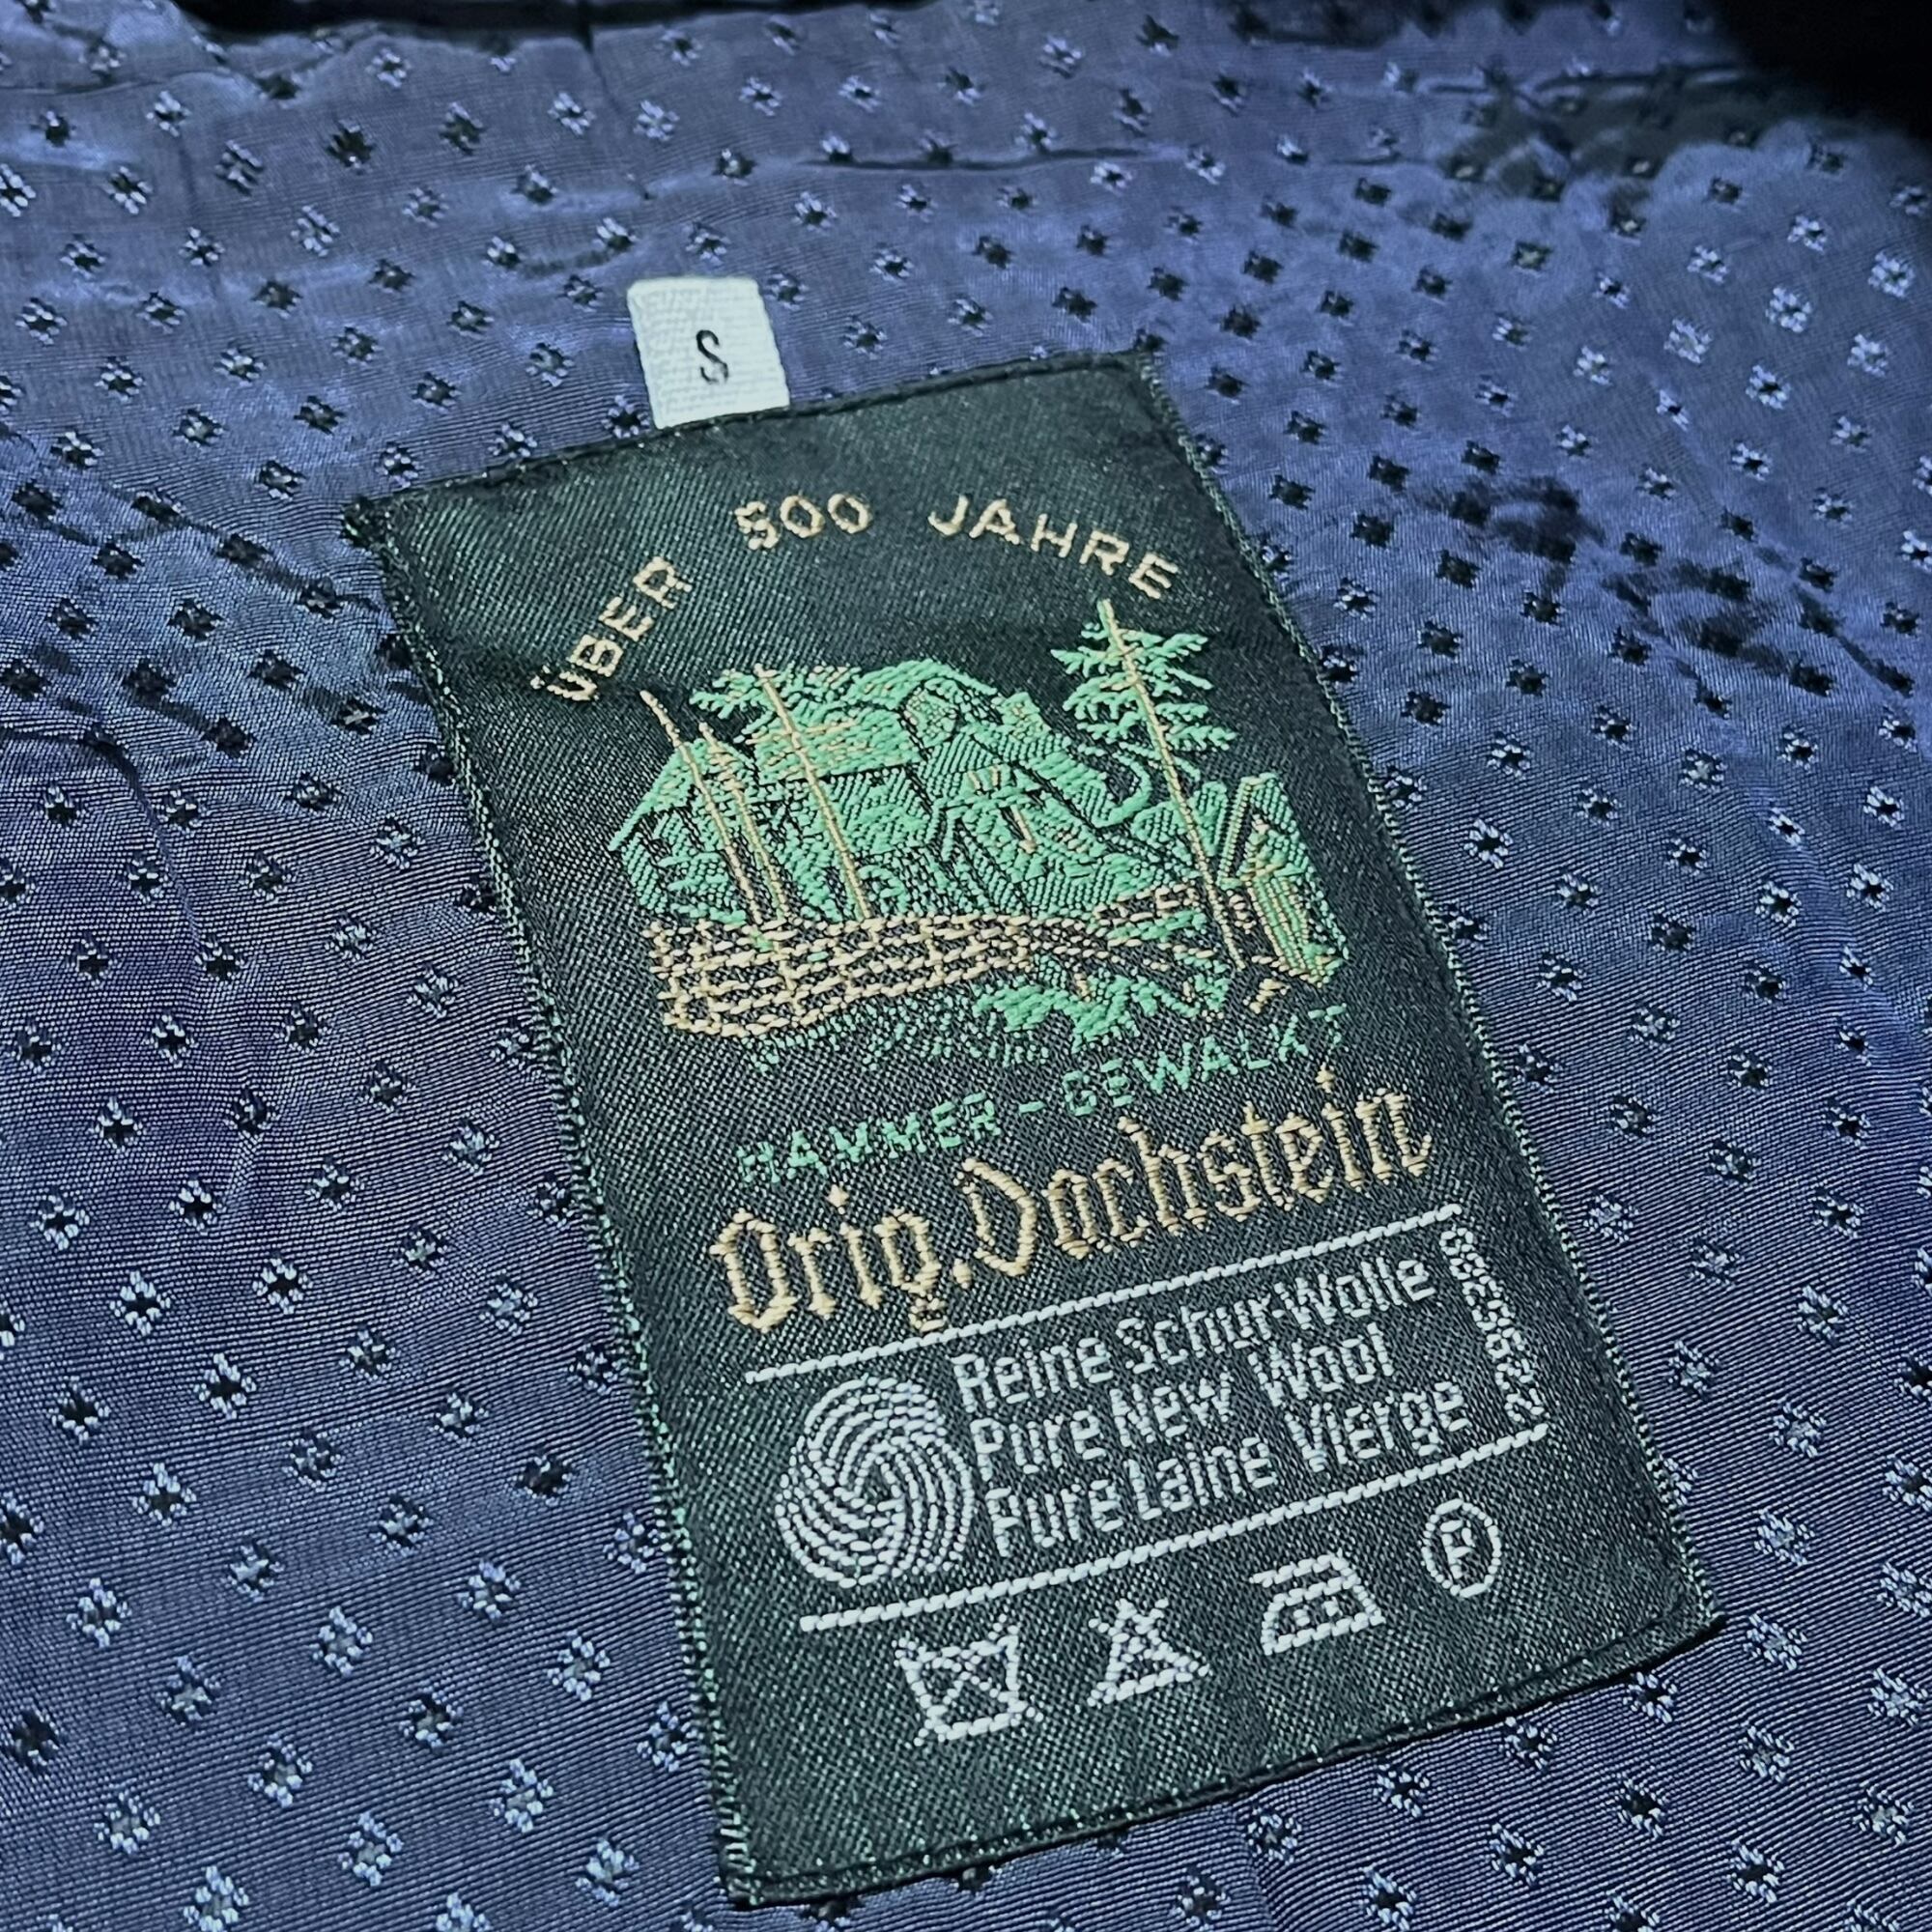 S
ÜBER 500 JAHRE
HAMMER-GEWALKT
Orig. Dachstein
Reine Schur-Wolle
Pure New Wool
Pure Laine Vierge
P